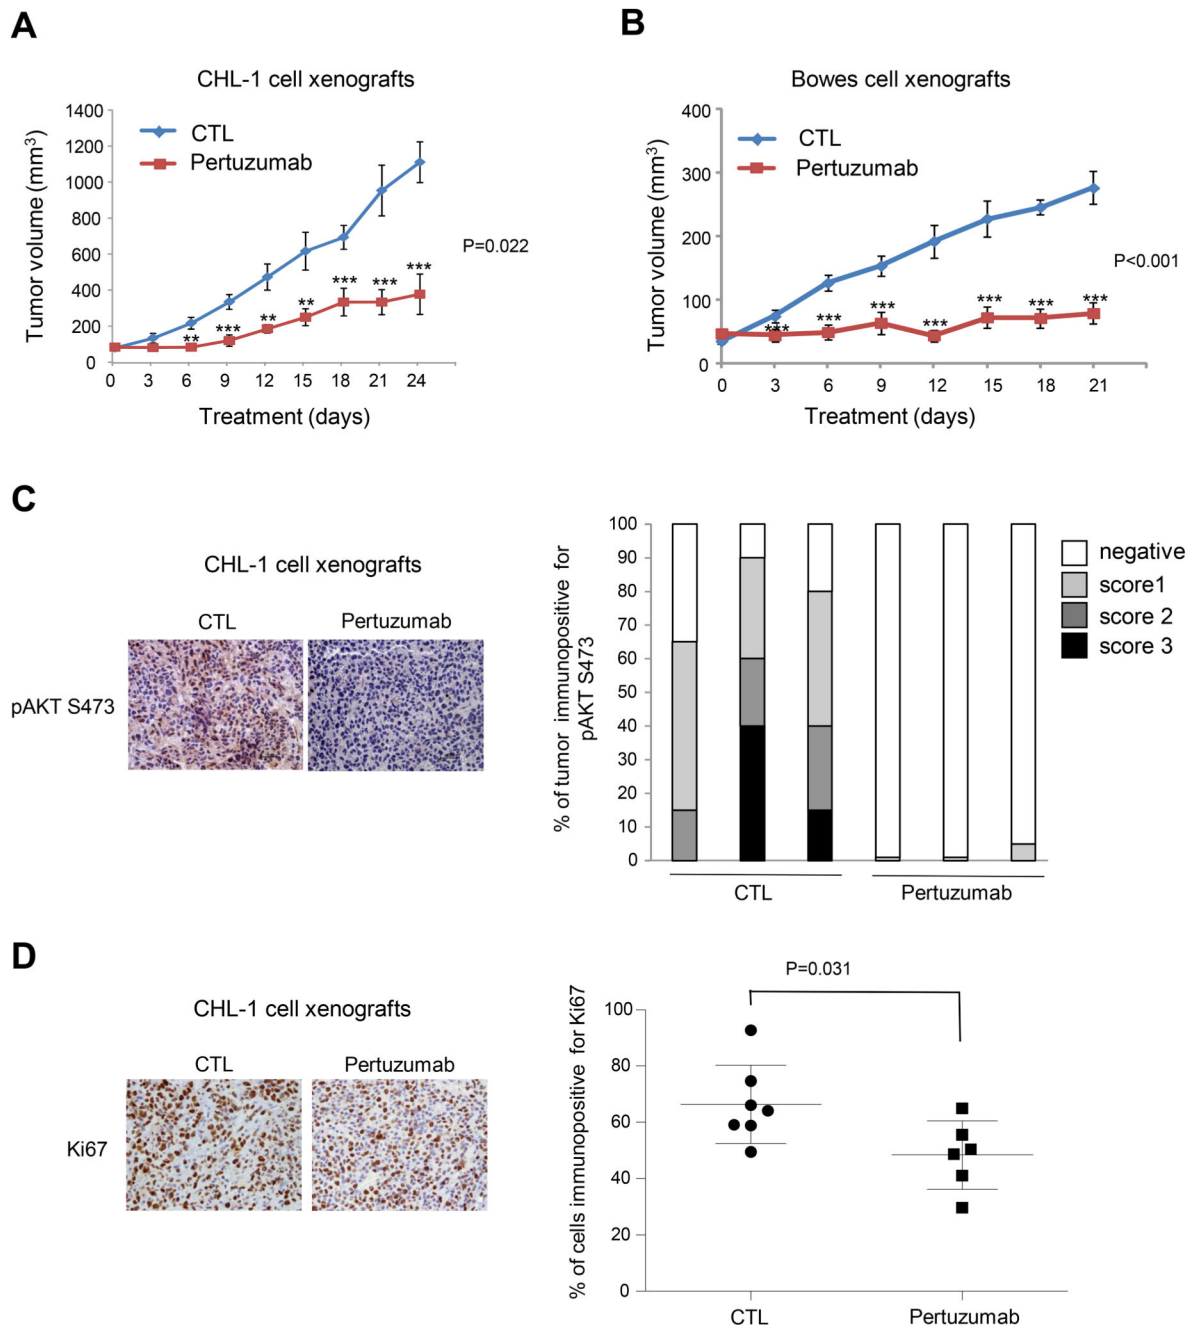 A
CHL-1 cell xenografts
Tumor volume (mm³)
1400
1200
1000
800
600
400
200
0
CTL
Pertuzumab
** *** ** ** *** *** ***
P=0.022
0 3 6 9 12 15 18 21 24
Treatment (days)
B
Bowes cell xenografts
Tumor volume (mm³)
400
300
200
100
0
CTL
Pertuzumab
*** *** *** *** *** *** ***
P<0.001
0 3 6 9 12 15 18 21
Treatment (days)
C
CHL-1 cell xenografts
CTL Pertuzumab
pAKT S473
% of tumor immunopositive for
pAKT S473
100
90
80
70
60
50
40
30
20
10
0
CTL Pertuzumab
negative
score1
score 2
score 3
D
CHL-1 cell xenografts
CTL Pertuzumab
Ki67
% of cells immunopositive for Ki67
P=0.031
100
80
60
40
20
0
CTL Pertuzumab